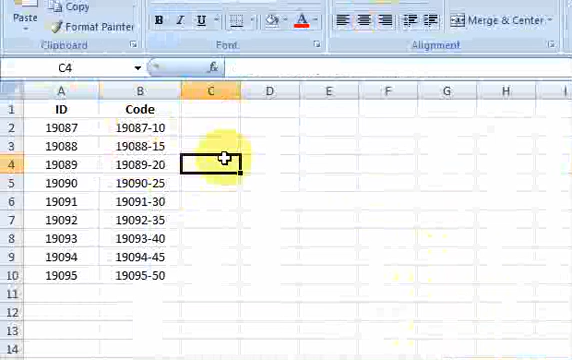 Copy
Paste
Format Painter
B I U A
Merge & Center
Clipboard Font Alignment
C4 fx
A B C D E F G H I
1 ID Code
2 19087 19087-10
3 19088 19088-15
4 19089 19089-20
5 19090 19090-25
6 19091 19091-30
7 19092 19092-35
8 19093 19093-40
9 19094 19094-45
10 19095 19095-50
11
12
13
14